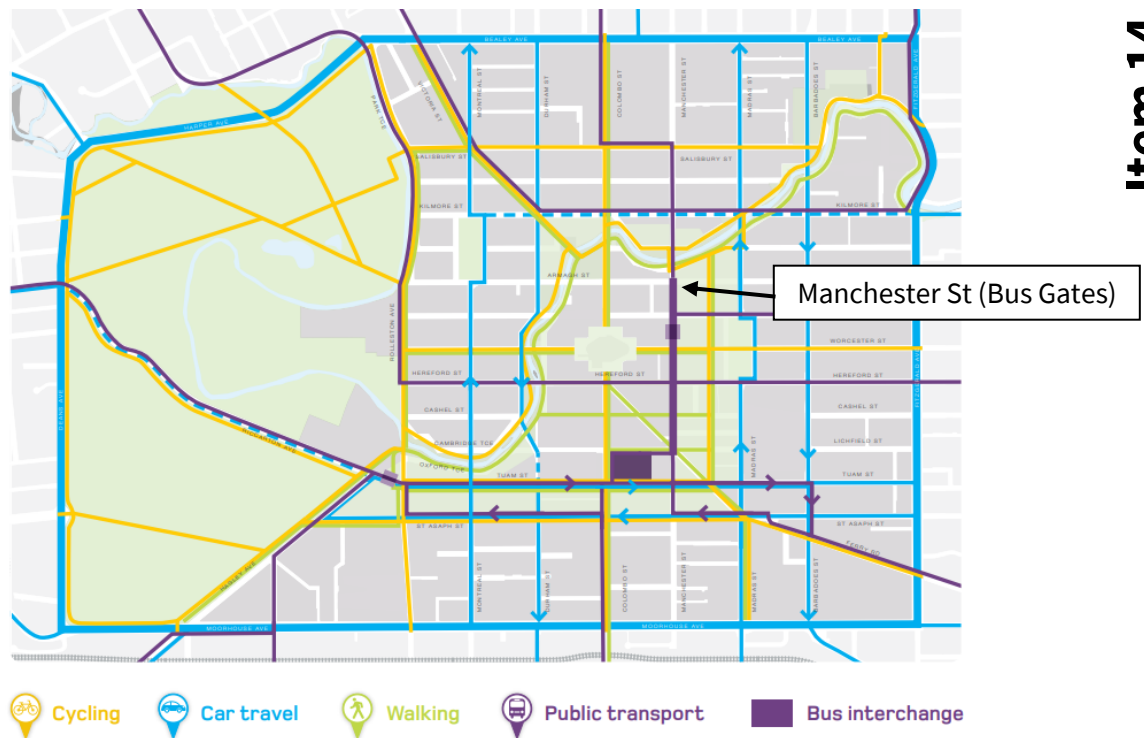 Item 14
BEALEY AVE
BEALEY AVE
FITZGERALD AVE
PARK TCE
VICTORIA ST
MONTREAL ST
DURHAM ST
COLOMBO ST
MANCHESTER ST
MADRAS ST
BARBADOES ST
HARPER AVE
SALISBURY ST
SALISBURY ST
KILMORE ST
KILMORE ST
ARMAGH ST
Manchester St (Bus Gates)
ROLLESTON AVE
WORCESTER ST
HEREFORD ST
HEREFORD ST
HEREFORD ST
FITZGERALD AVE
DEANS AVE
CASHEL ST
CASHEL ST
RICCARTON AVE
CAMBRIDGE TCE
LICHFIELD ST
OXFORD TCE
TUAM ST
MADRAS ST
TUAM ST
ST ASAPH ST
ST ASAPH ST
FERRY RD
HAGLEY AVE
MONTREAL ST
DURHAM ST
COLOMBO ST
MANCHESTER ST
MADRAS ST
BARBADOES ST
MOORHOUSE AVE
MOORHOUSE AVE
Cycling
Car travel
Walking
Public transport
Bus interchange